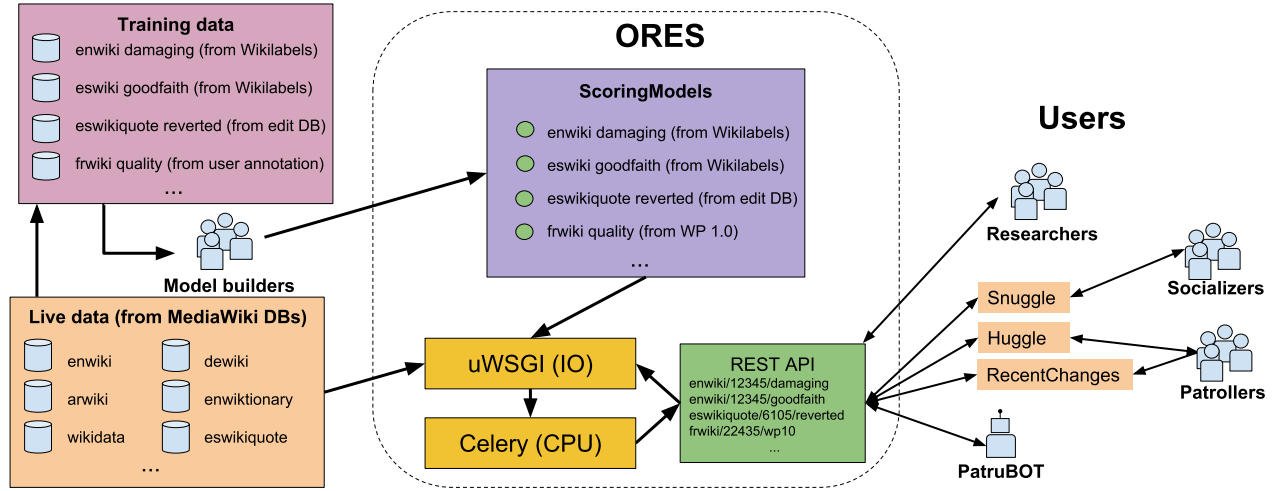 Training data
enwiki damaging (from Wikilabels)
eswiki goodfaith (from Wikilabels)
eswikiquote reverted (from edit DB)
frwiki quality (from user annotation)
...
Model builders
Live data (from MediaWiki DBs)
enwiki
dewiki
arwiki
enwiktionary
wikidata
eswikiquote
...
ORES
ScoringModels
enwiki damaging (from Wikilabels)
eswiki goodfaith (from Wikilabels)
eswikiquote reverted (from edit DB)
frwiki quality (from WP 1.0)
...
uWSGI (IO)
Celery (CPU)
REST API
enwiki/12345/damaging
enwiki/12345/goodfaith
eswikiquote/6105/reverted
frwiki/22435/wp10
...
Users
Researchers
Snuggle
Socializers
Huggle
RecentChanges
Patrollers
PatruBOT